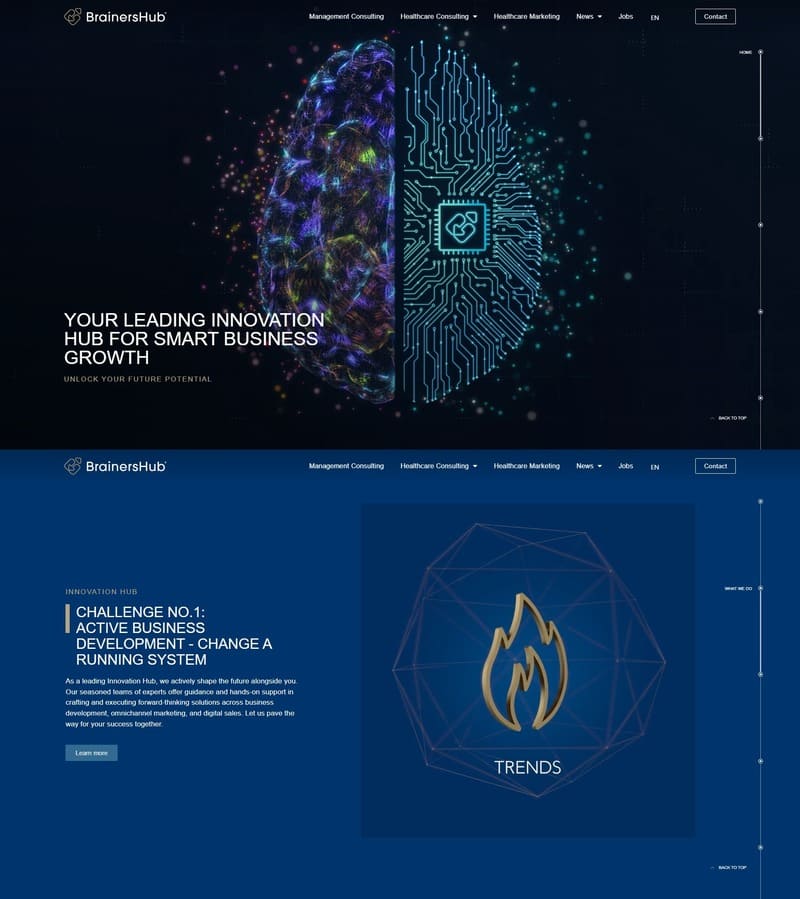 BrainersHub
Management Consulting Healthcare Consulting Healthcare Marketing News Jobs EN Contact
HOME
YOUR LEADING INNOVATION
HUB FOR SMART BUSINESS
GROWTH
UNLOCK YOUR FUTURE POTENTIAL
BACK TO TOP
BrainersHub
Management Consulting Healthcare Consulting Healthcare Marketing News Jobs EN Contact
WHAT WE DO
INNOVATION HUB
CHALLENGE NO.1:
ACTIVE BUSINESS
DEVELOPMENT - CHANGE A
RUNNING SYSTEM
As a leading Innovation Hub, we actively shape the future alongside you.
Our seasoned teams of experts offer guidance and hands-on support in
crafting and executing forward-thinking solutions across business
development, omnichannel marketing, and digital sales. Let us pave the
way for your success together.
Learn more
TRENDS
BACK TO TOP